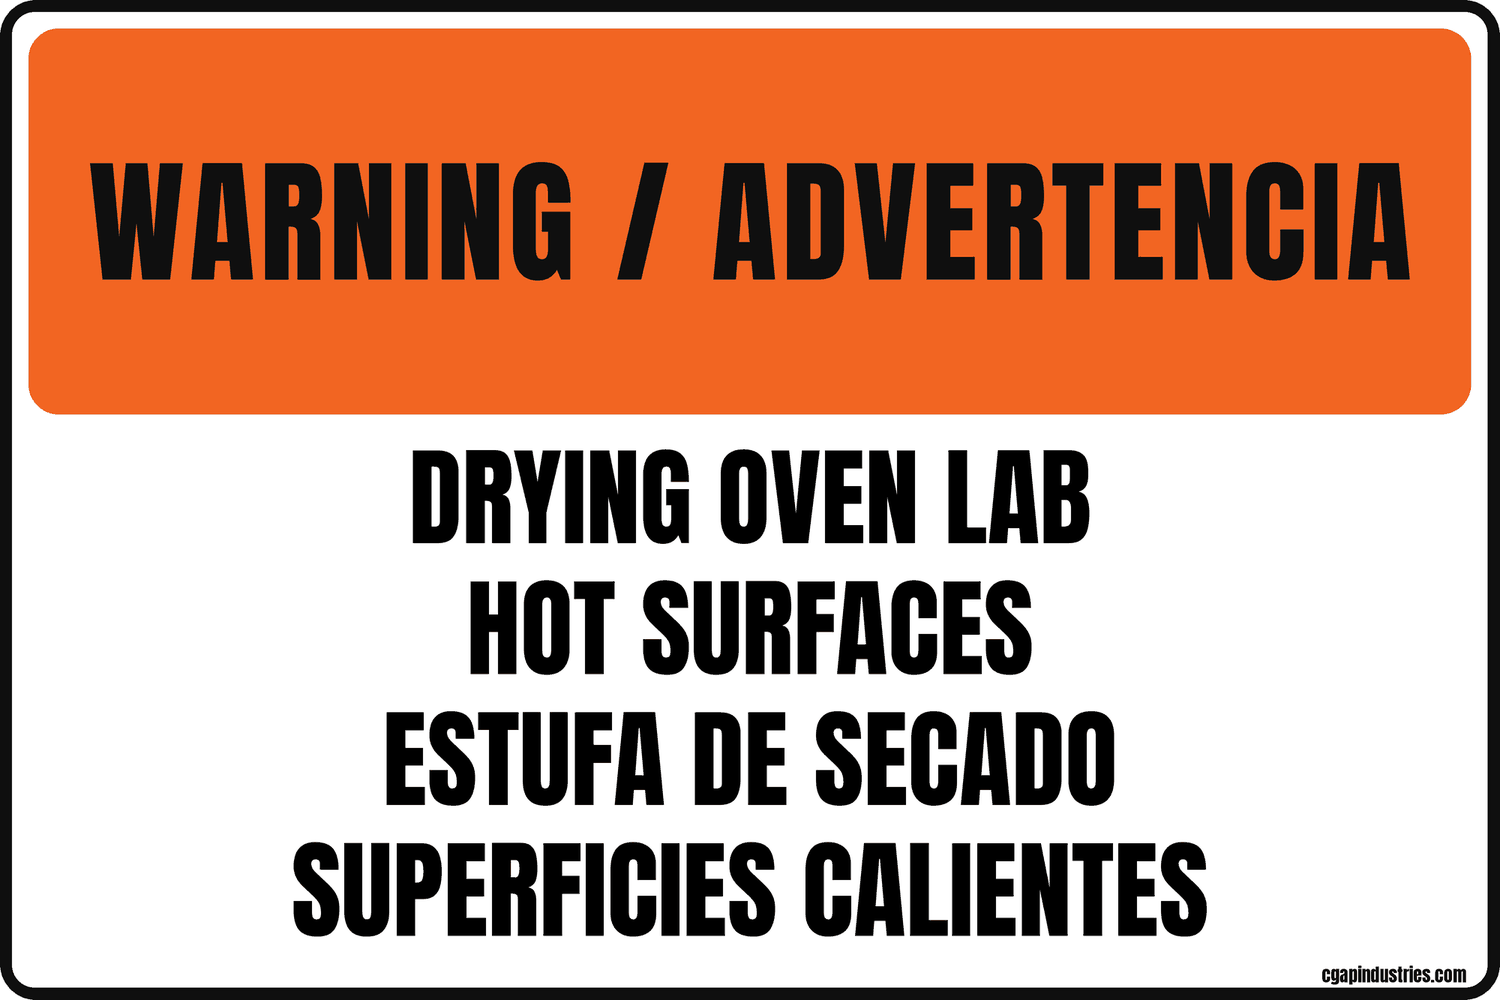 WARNING / ADVERTENCIA
DRYING OVEN LAB
HOT SURFACES
ESTUFA DE SECADO
SUPERFICIES CALIENTES
cgapindustries.com